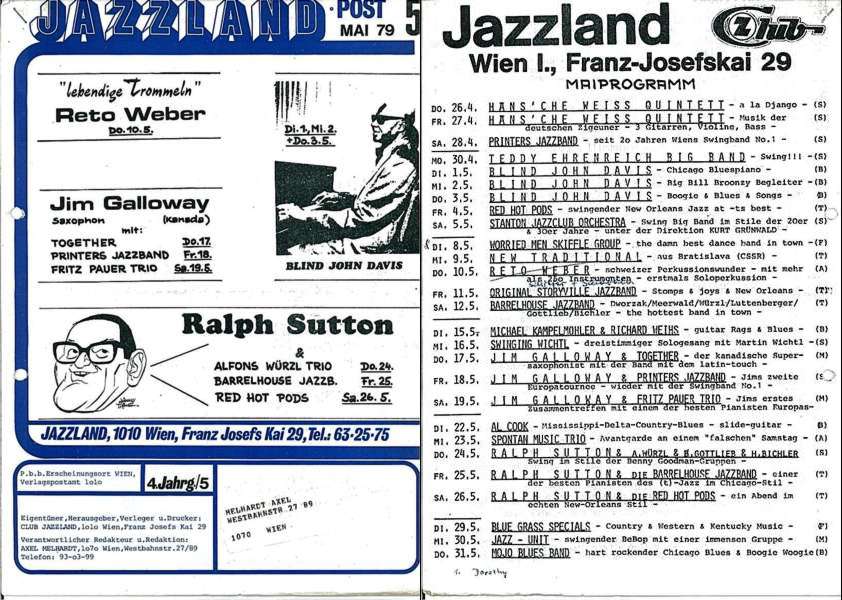 JAZZLAND POST 5
MAI 79
"lebendige Trommeln"
Reto Weber
Do.10.5.
Di.1, Mi.2.
+Do.3.5.
BLIND JOHN DAVIS
Jim Galloway
saxophon (kanada)
mit:
TOGETHER Do.17.
PRINTERS JAZZBAND Fr.18.
FRITZ PAUER TRIO Sa.19.5.
Ralph Sutton
&
ALFONS WÜRZL TRIO Do.24.
BARRELHOUSE JAZZB. Fr.25.
RED HOT PODS Sa.26.5.
JAZZLAND, 1010 Wien, Franz Josefs Kai 29, Tel.: 63-25-75
P.b.b.Erscheinungsort WIEN,
Verlagspostamt 1o1o
4.Jahrg/5
Eigentümer,Herausgeber,Verleger u.Drucker:
CLUB JAZZLAND,1o1o Wien,Franz Josefs Kai 29
Verantwortlicher Redakteur u.Redaktion:
AXEL MELHARDT,1o7o Wien,Westbahnstr.27/89
Telefon: 93-o3-99
MELHARDT AXEL
WESTBAHNSTR.27/89
1070 WIEN
Jazzland
Club
Wien I., Franz-Josefskai 29
MAIPROGRAMM
DO. 26.4. HÄNS'CHE WEISS QUINTETT - a la Django - (S)
FR. 27.4. HÄNS'CHE WEISS QUINTETT - Musik der
deutschen Zigeuner - 3 Gitarren, Violine, Bass - (S)
SA. 28.4. PRINTERS JAZZBAND - seit 2o Jahren Wiens Swingband No.1 - (S)
MO. 30.4. TEDDY EHRENREICH BIG BAND - Swing!!! - (S)
DI. 1.5. BLIND JOHN DAVIS - Chicago Bluespiano - (B)
MI. 2.5. BLIND JOHN DAVIS - Big Bill Broonzy Begleiter - (B)
DO. 3.5. BLIND JOHN DAVIS - Boogie & Blues & Songs - (B)
FR. 4.5. RED HOT PODS - swingender New Orleans Jazz at -ts best - (T)
SA. 5.5. STANTON JAZZCLUB ORCHESTRA - Swing Big Band im Stile der 20er (S)
& 3oer Jahre - unter der Direktion KURT GRÜNWALD -
DI. 8.5. WORRIED MEN SKIFFLE GROUP - the damn best dance band in town - (F)
MI. 9.5. NEW TRADITIONAL - aus Bratislava (CSSR) - (T)
DO. 10.5. RETO WEBER - schweizer Perkussionswunder - mit mehr (A)
als 25o Instrumenten - erstmals Soloperkussion -
FR. 11.5. ORIGINAL STORYVILLE JAZZBAND - Stomps & joys & New Orleans - (T)
SA. 12.5. BARRELHOUSE JAZZBAND - Dworzak/Meerwald/Würzl/Luttenberger/ (T)
Gottlieb/Bichler - the hottest band in town -
DI. 15.5. MICHAEL KAMPELMÜHLER & RICHARD WEIHS - guitar Rags & Blues - (B)
MI. 16.5. SWINGING WICHTL - dreistimmiger Sologesang mit Martin Wichtl - (S)
DO. 17.5. JIM GALLOWAY & TOGETHER - der kanadische Super- (M)
saxophonist mit der Band mit dem latin-touch -
FR. 18.5. JIM GALLOWAY & PRINTERS JAZZBAND - Jims zweite (S
Europatournee - wieder mit der Swingband No.1 -
SA. 19.5. JIM GALLOWAY & FRITZ PAUER TRIO - Jims erstes (M)
Zusammentreffen mit einem der besten Pianisten Europas-
DI. 22.5. AL COOK - Mississippi-Delta-Country-Blues - slide-guitar - (B)
MI. 23.5. SPONTAN MUSIC TRIO - Avantgarde an einem "falschen" Samstag - (A)
DO. 24.5. RALPH SUTTON & A.WÜRZL & H.GOTTLIEB & H.BICHLER (S)
Swing im Stile der Benny Goodman-Gruppen -
FR. 25.5. RALPH SUTTON & DIE BARRELHOUSE JAZZBAND - einer (T)
der besten Pianisten des (t)-Jazz im Chicago-Stil -
SA. 26.5. RALPH SUTTON & DIE RED HOT PODS - ein Abend im (T)
echten New-Orleans Stil -
DI. 29.5. BLUE GRASS SPECIALS - Country & Western & Kentucky Music - (F)
MI. 30.5. JAZZ - UNIT - swingender BeBop mit einer immensen Gruppe - (M)
DO. 31.5. MOJO BLUES BAND - hart rockender Chicago Blues & Boogie Woogie (B)